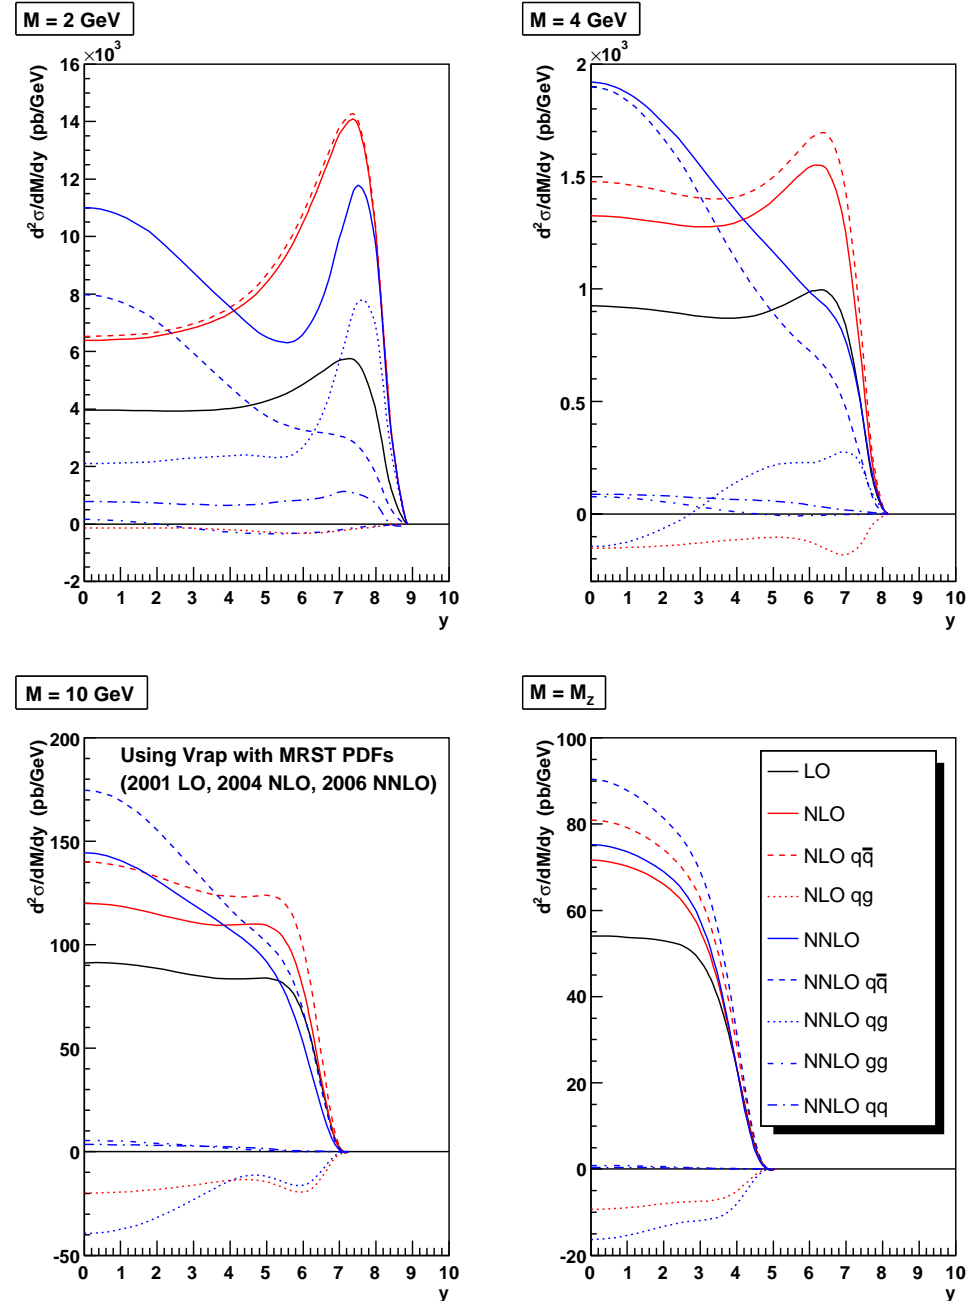 M = 2 GeV
×10³
d²σ/dM/dy (pb/GeV)
16
14
12
10
8
6
4
2
0
-2
0 1 2 3 4 5 6 7 8 9 10
y
M = 4 GeV
×10³
d²σ/dM/dy (pb/GeV)
2
1.5
1
0.5
0
0 1 2 3 4 5 6 7 8 9 10
y
M = 10 GeV
d²σ/dM/dy (pb/GeV)
200
150
100
50
0
-50
Using Vrap with MRST PDFs
(2001 LO, 2004 NLO, 2006 NNLO)
0 1 2 3 4 5 6 7 8 9 10
y
M = M_Z
d²σ/dM/dy (pb/GeV)
100
80
60
40
20
0
-20
LO
NLO
NLO qq̄
NLO qg
NNLO
NNLO qq̄
NNLO qg
NNLO gg
NNLO qq
0 1 2 3 4 5 6 7 8 9 10
y